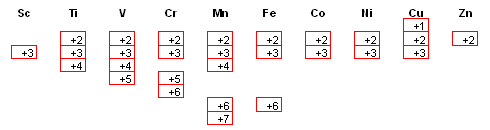 Sc Ti V Cr Mn Fe Co Ni Cu Zn
+1
+2 +2 +2 +2 +2 +2 +2 +2 +2
+3 +3 +3 +3 +3 +3 +3 +3 +3
+4 +4 +4
+5 +5
+6 +6 +6
+7